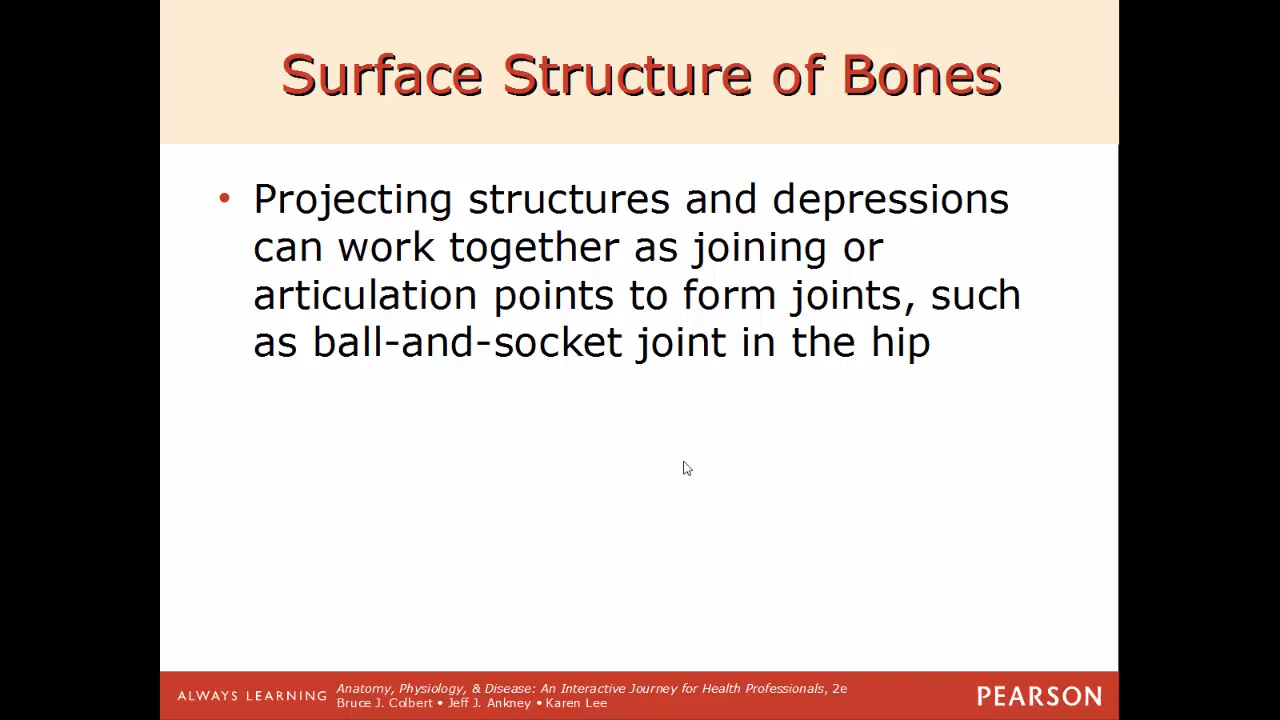 Surface Structure of Bones
• Projecting structures and depressions
can work together as joining or
articulation points to form joints, such
as ball-and-socket joint in the hip
ALWAYS LEARNING
Anatomy, Physiology, & Disease: An Interactive Journey for Health Professionals, 2e
Bruce J. Colbert • Jeff J. Ankney • Karen Lee
PEARSON